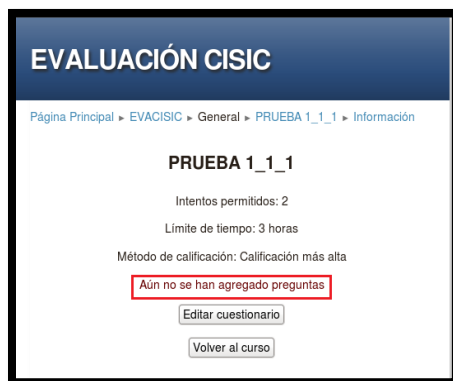 EVALUACIÓN CISIC
Página Principal ► EVACISIC ► General ► PRUEBA 1_1_1 ► Información
PRUEBA 1_1_1
Intentos permitidos: 2
Límite de tiempo: 3 horas
Método de calificación: Calificación más alta
Aún no se han agregado preguntas
Editar cuestionario
Volver al curso